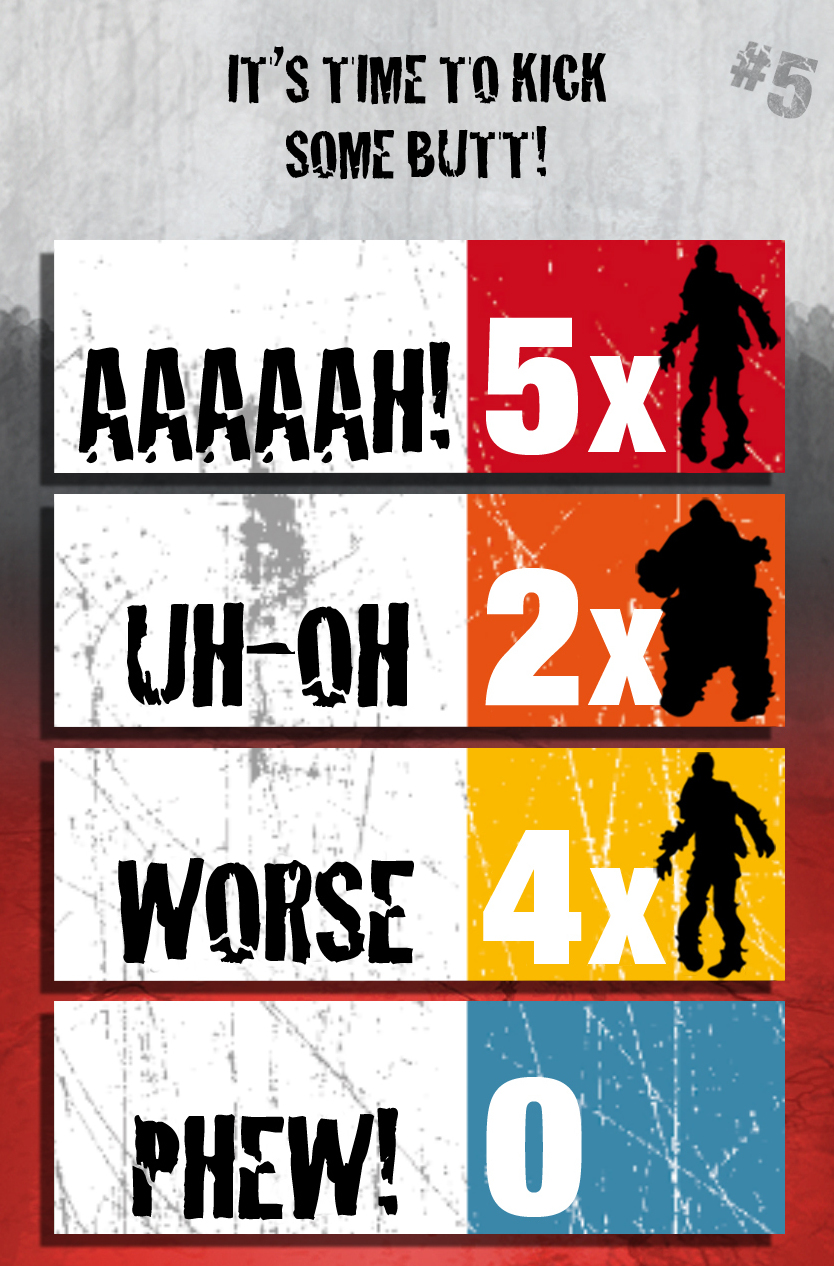 IT'S TIME TO KICK
SOME BUTT!
#5
AAAAAH!
5x
UH-OH
2x
WORSE
4x
PHEW!
0